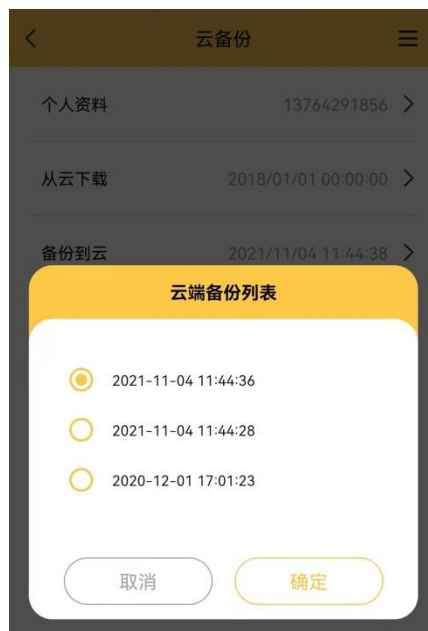 云备份
个人资料 13764291856
从云下载 2018/01/01 00:00:00
备份到云 2021/11/04 11:44:38
云端备份列表
2021-11-04 11:44:36
2021-11-04 11:44:28
2020-12-01 17:01:23
取消 确定